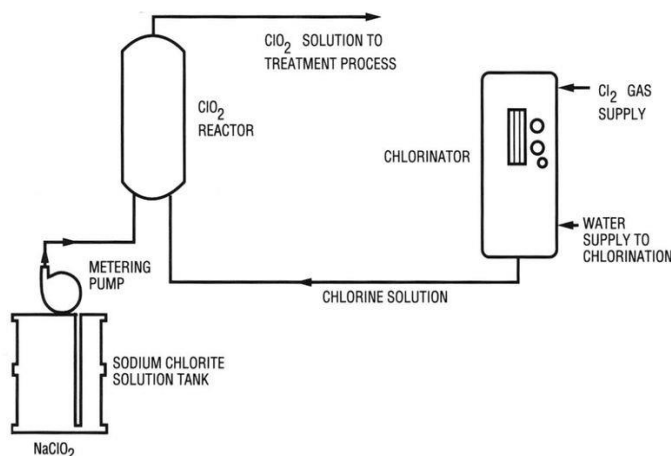 ClO₂ SOLUTION TO
TREATMENT PROCESS
ClO₂
REACTOR
Cl₂ GAS
SUPPLY
CHLORINATOR
WATER
SUPPLY TO
CHLORINATION
METERING
PUMP
CHLORINE SOLUTION
SODIUM CHLORITE
SOLUTION TANK
NaClO₂